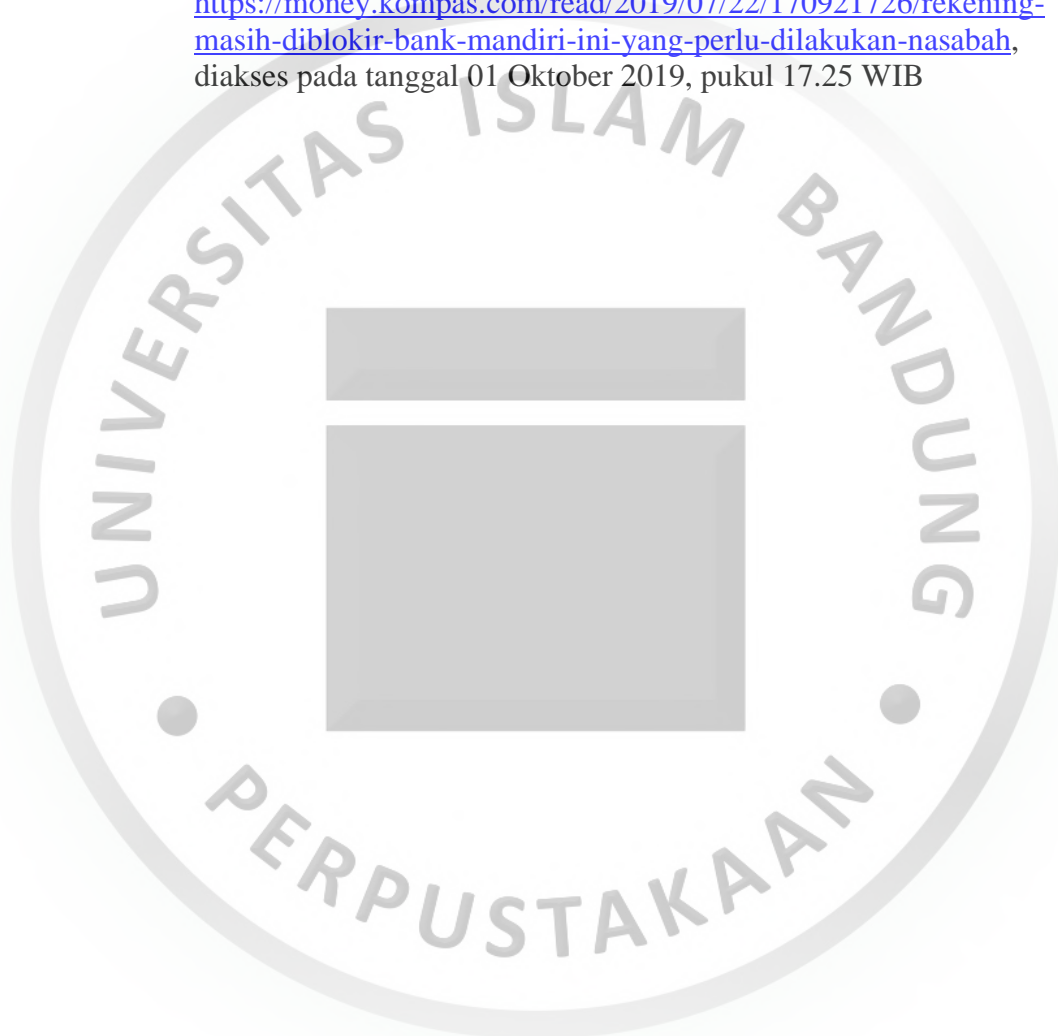 https://money.kompas.com/read/2019/07/22/170921726/rekening-
masih-diblokir-bank-mandiri-ini-yang-perlu-dilakukan-nasabah,
diakses pada tanggal 01 Oktober 2019, pukul 17.25 WIB
UNIVERSITAS ISLAM BANDUNG
PERPUSTAKAAN